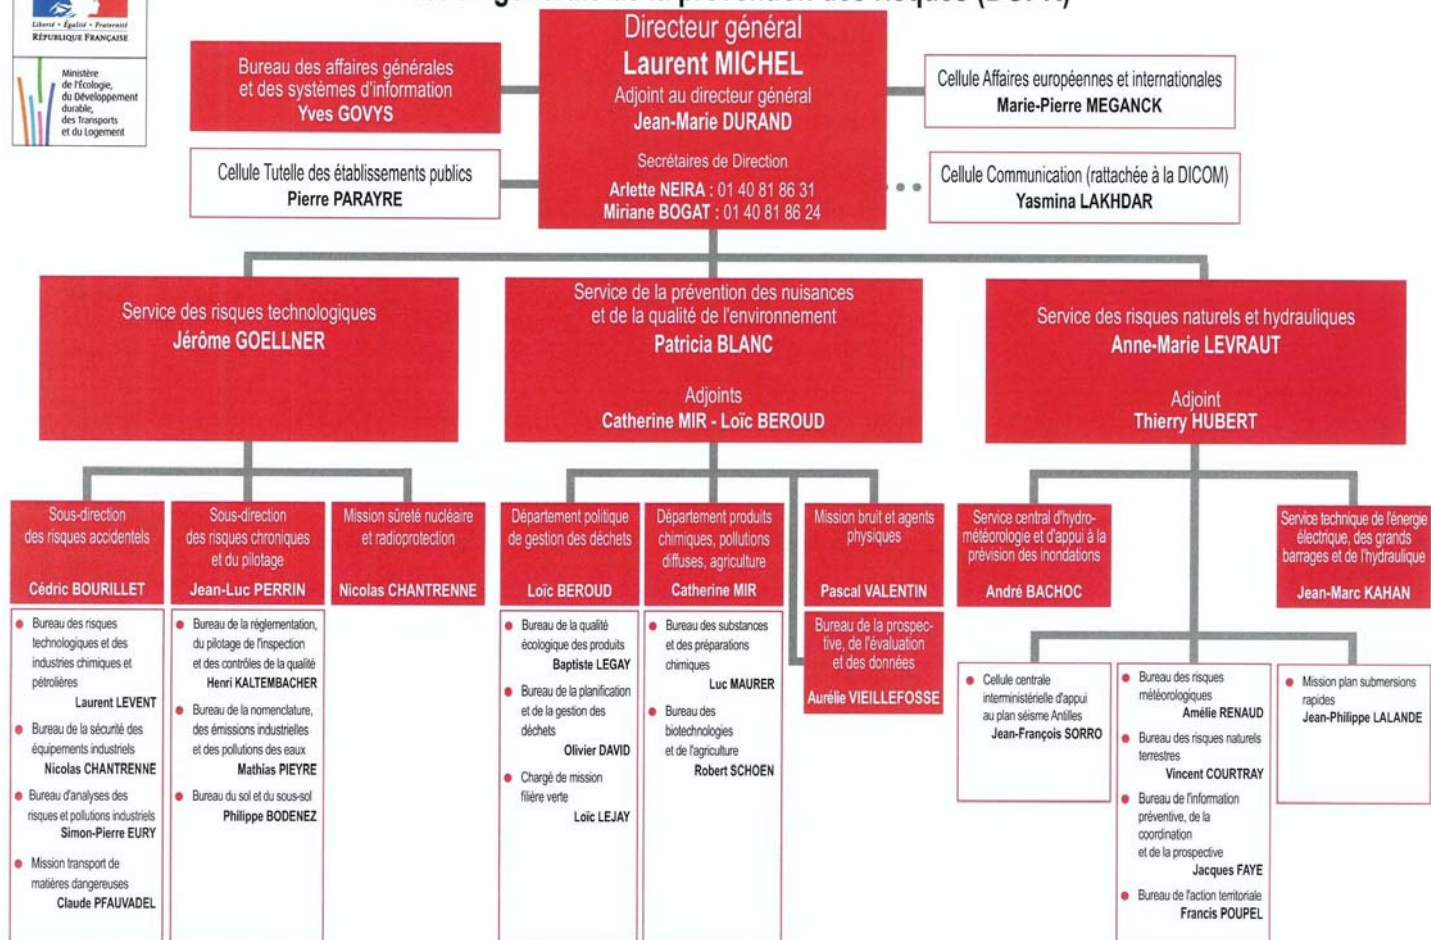 Liberté • Égalité • Fraternité
RÉPUBLIQUE FRANÇAISE
Ministère
de l'Écologie,
du Développement
durable,
des Transports
et du Logement
de la prévention des risques
Directeur général
Laurent MICHEL
Adjoint au directeur général
Jean-Marie DURAND
Secrétaires de Direction
Arlette NEIRA : 01 40 81 86 31
Miriane BOGAT : 01 40 81 86 24
Bureau des affaires générales
et des systèmes d'information
Yves GOVYS
Cellule Tutelle des établissements publics
Pierre PARAYRE
Cellule Affaires européennes et internationales
Marie-Pierre MEGANCK
Cellule Communication (rattachée à la DICOM)
Yasmina LAKHDAR
Service des risques technologiques
Jérôme GOELLNER
Service de la prévention des nuisances
et de la qualité de l'environnement
Patricia BLANC
Adjoints
Catherine MIR - Loïc BEROUD
Service des risques naturels et hydrauliques
Anne-Marie LEVRAUT
Adjoint
Thierry HUBERT
Sous-direction
des risques accidentels
Cédric BOURILLET
Bureau des risques
technologiques et des
industries chimiques et
pétrolières
Laurent LEVENT
Bureau de la sécurité des
équipements industriels
Nicolas CHANTRENNE
Bureau d'analyses des
risques et pollutions industriels
Simon-Pierre EURY
Mission transport de
matières dangereuses
Claude PFAUVADEL
Sous-direction
des risques chroniques
et du pilotage
Jean-Luc PERRIN
Bureau de la réglementation,
du pilotage de l'inspection
et des contrôles de la qualité
Henri KALTEMBACHER
Bureau de la nomenclature,
des émissions industrielles
et des pollutions des eaux
Mathias PIEYRE
Bureau du sol et du sous-sol
Philippe BODENEZ
Mission sûreté nucléaire
et radioprotection
Nicolas CHANTRENNE
Département politique
de gestion des déchets
Loïc BEROUD
Bureau de la qualité
écologique des produits
Baptiste LEGAY
Bureau de la planification
et de la gestion des
déchets
Olivier DAVID
Chargé de mission
filière verte
Loïc LEJAY
Département produits
chimiques, pollutions
diffuses, agriculture
Catherine MIR
Bureau des substances
et des préparations
chimiques
Luc MAURER
Bureau des
biotechnologies
et de l'agriculture
Robert SCHOEN
Mission bruit et agents
physiques
Pascal VALENTIN
Bureau de la prospec-
tive, de l'évaluation
et des données
Aurélie VIEILLEFOSSE
Service central d'hydro-
météorologie et d'appui à la
prévision des inondations
André BACHOC
Service technique de l'énergie
électrique, des grands
barrages et de l'hydraulique
Jean-Marc KAHAN
Cellule centrale
interministérielle d'appui
au plan séisme Antilles
Jean-François SORRO
Bureau des risques
météorologiques
Amélie RENAUD
Bureau des risques naturels
terrestres
Vincent COURTRAY
Bureau de l'information
préventive, de la
coordination
et de la prospective
Jacques FAYE
Bureau de l'action territoriale
Francis POUPEL
Mission plan submersions
rapides
Jean-Philippe LALANDE